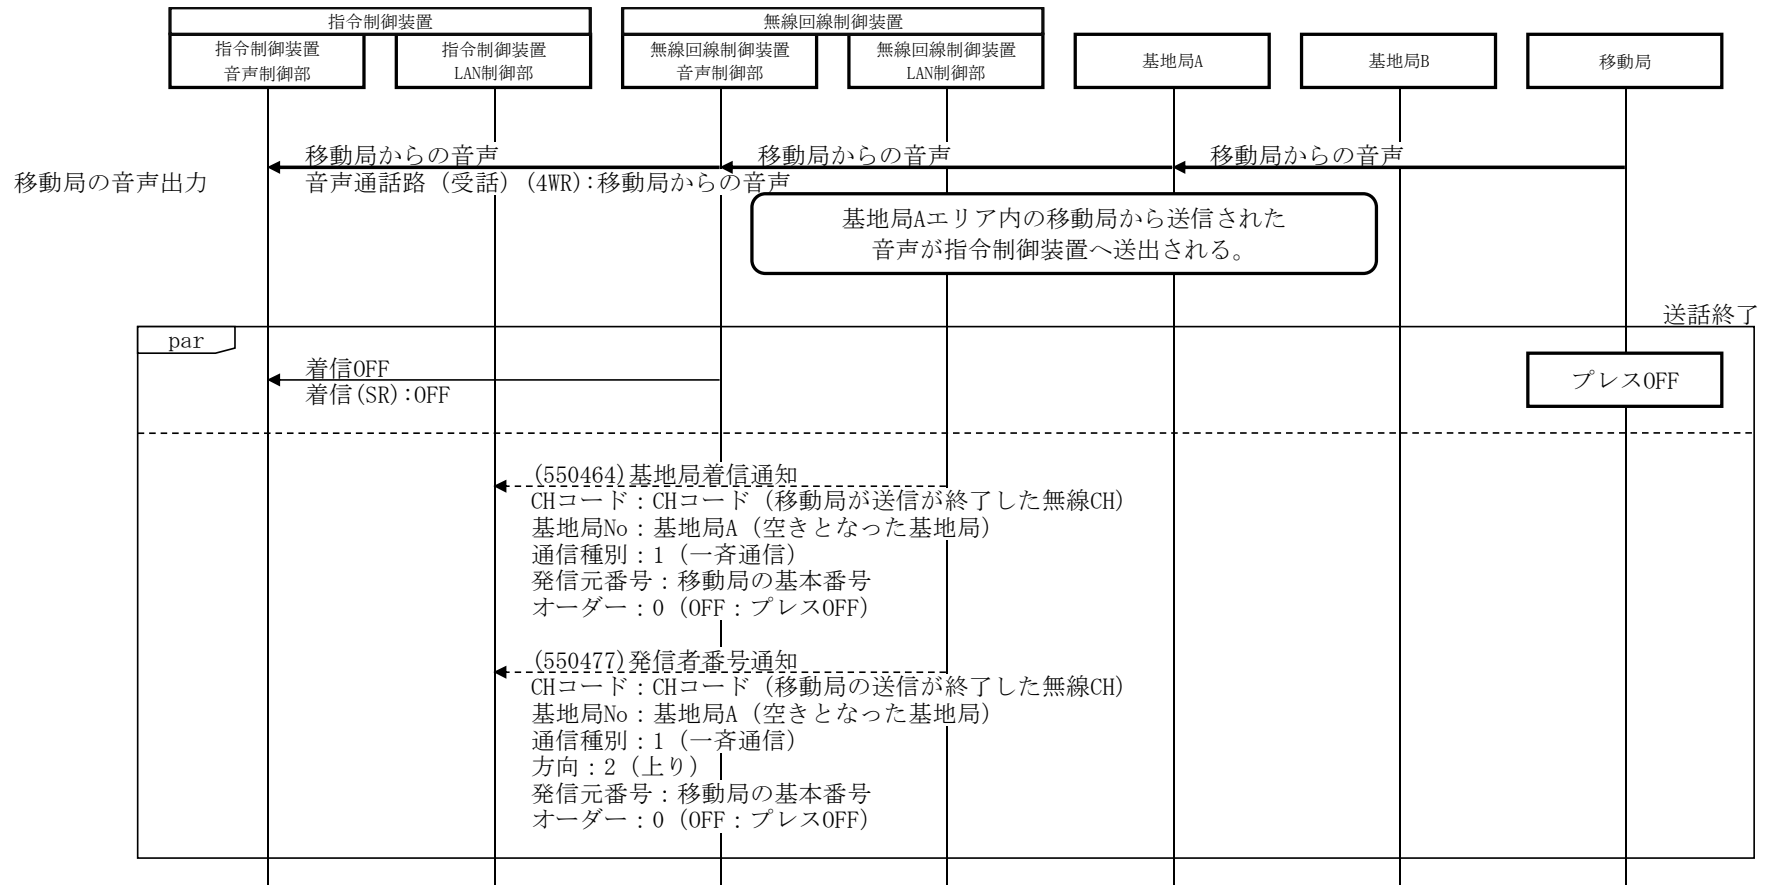 指令制御装置
無線回線制御装置
指令制御装置
音声制御部
指令制御装置
LAN制御部
無線回線制御装置
音声制御部
無線回線制御装置
LAN制御部
基地局A
基地局B
移動局
移動局からの音声
移動局からの音声
移動局からの音声
移動局の音声出力
音声通話路（受話）(4WR):移動局からの音声
基地局Aエリア内の移動局から送信された
音声が指令制御装置へ送出される。
送話終了
par
着信OFF
着信(SR):OFF
プレスOFF
(550464)基地局着信通知
CHコード：CHコード（移動局が送信が終了した無線CH）
基地局No：基地局A（空きとなった基地局）
通信種別：1（一斉通信）
発信元番号：移動局の基本番号
オーダー：0（OFF：プレスOFF）
(550477)発信者番号通知
CHコード：CHコード（移動局の送信が終了した無線CH）
基地局No：基地局A（空きとなった基地局）
通信種別：1（一斉通信）
方向：2（上り）
発信元番号：移動局の基本番号
オーダー：0（OFF：プレスOFF）